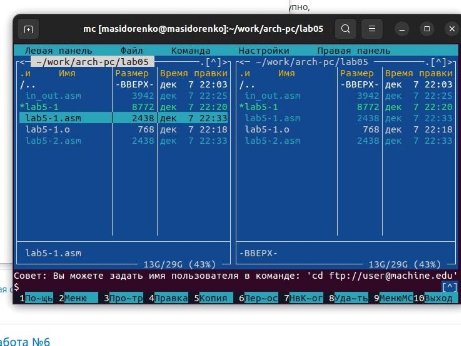 упно,
mc [masidorenko@masidorenko]:~/work/arch-pc/lab05
Левая панель Файл Команда Настройки Правая панель
< ~/work/arch-pc/lab05 .[^]> < ~/work/arch-pc/lab05 .[^]>
.и Имя Размер Время правки .и Имя Размер Время правки
/.. -ВВЕРХ- дек 7 22:03 /.. -ВВЕРХ- дек 7 22:03
in_out.asm 3942 дек 7 22:25 in_out.asm 3942 дек 7 22:25
*lab5-1 8772 дек 7 22:20 *lab5-1 8772 дек 7 22:20
lab5-1.asm 2438 дек 7 22:33 lab5-1.asm 2438 дек 7 22:33
lab5-1.o 768 дек 7 22:18 lab5-1.o 768 дек 7 22:18
lab5-2.asm 2438 дек 7 22:33 lab5-2.asm 2438 дек 7 22:33
lab5-1.asm -ВВЕРХ-
13G/29G (43%) 13G/29G (43%)
Совет: Вы можете задать имя пользователя в команде: 'cd ftp://user@machine.edu'
$ [^]
1По~щь 2Меню 3Про~тр 4Правка 5Копия 6Пер~ос 7НвК~ог 8Уда~ть 9МенюMC 10Выход
абота №6